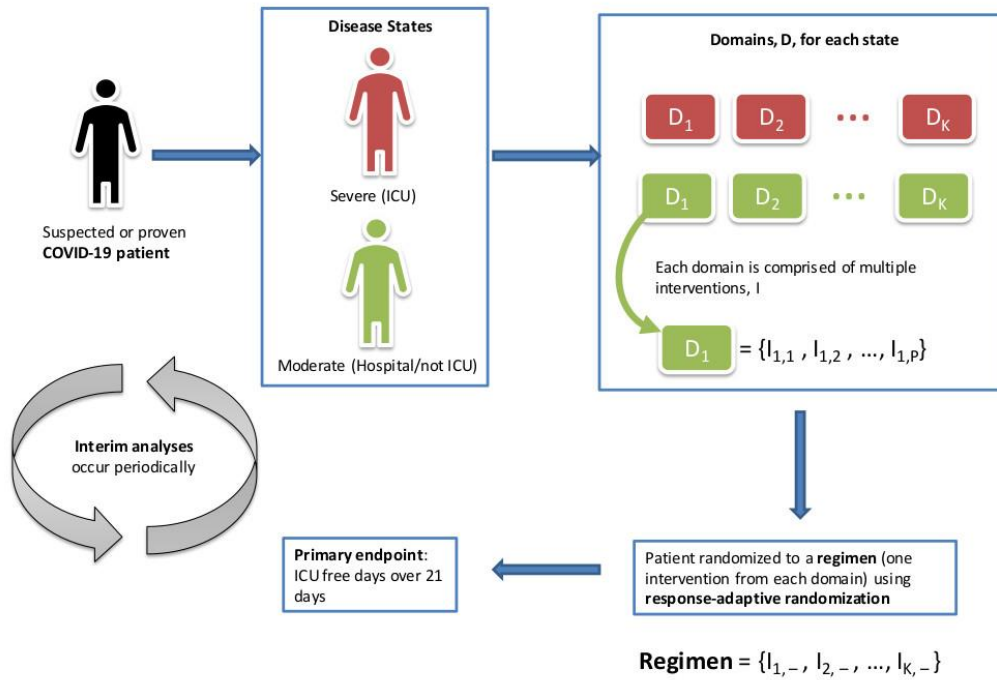 Disease States
Severe (ICU)
Moderate (Hospital/not ICU)
Suspected or proven
COVID-19 patient
Domains, D, for each state
D₁ D₂ ••• Dₖ
D₁ D₂ ••• Dₖ
Each domain is comprised of multiple
interventions, I
D₁ = {I₁,₁ , I₁,₂ , ..., I₁,P}
Interim analyses
occur periodically
Primary endpoint:
ICU free days over 21
days
Patient randomized to a regimen (one
intervention from each domain) using
response-adaptive randomization
Regimen = {I₁,₋ , I₂,₋ , ..., Iₖ,₋}